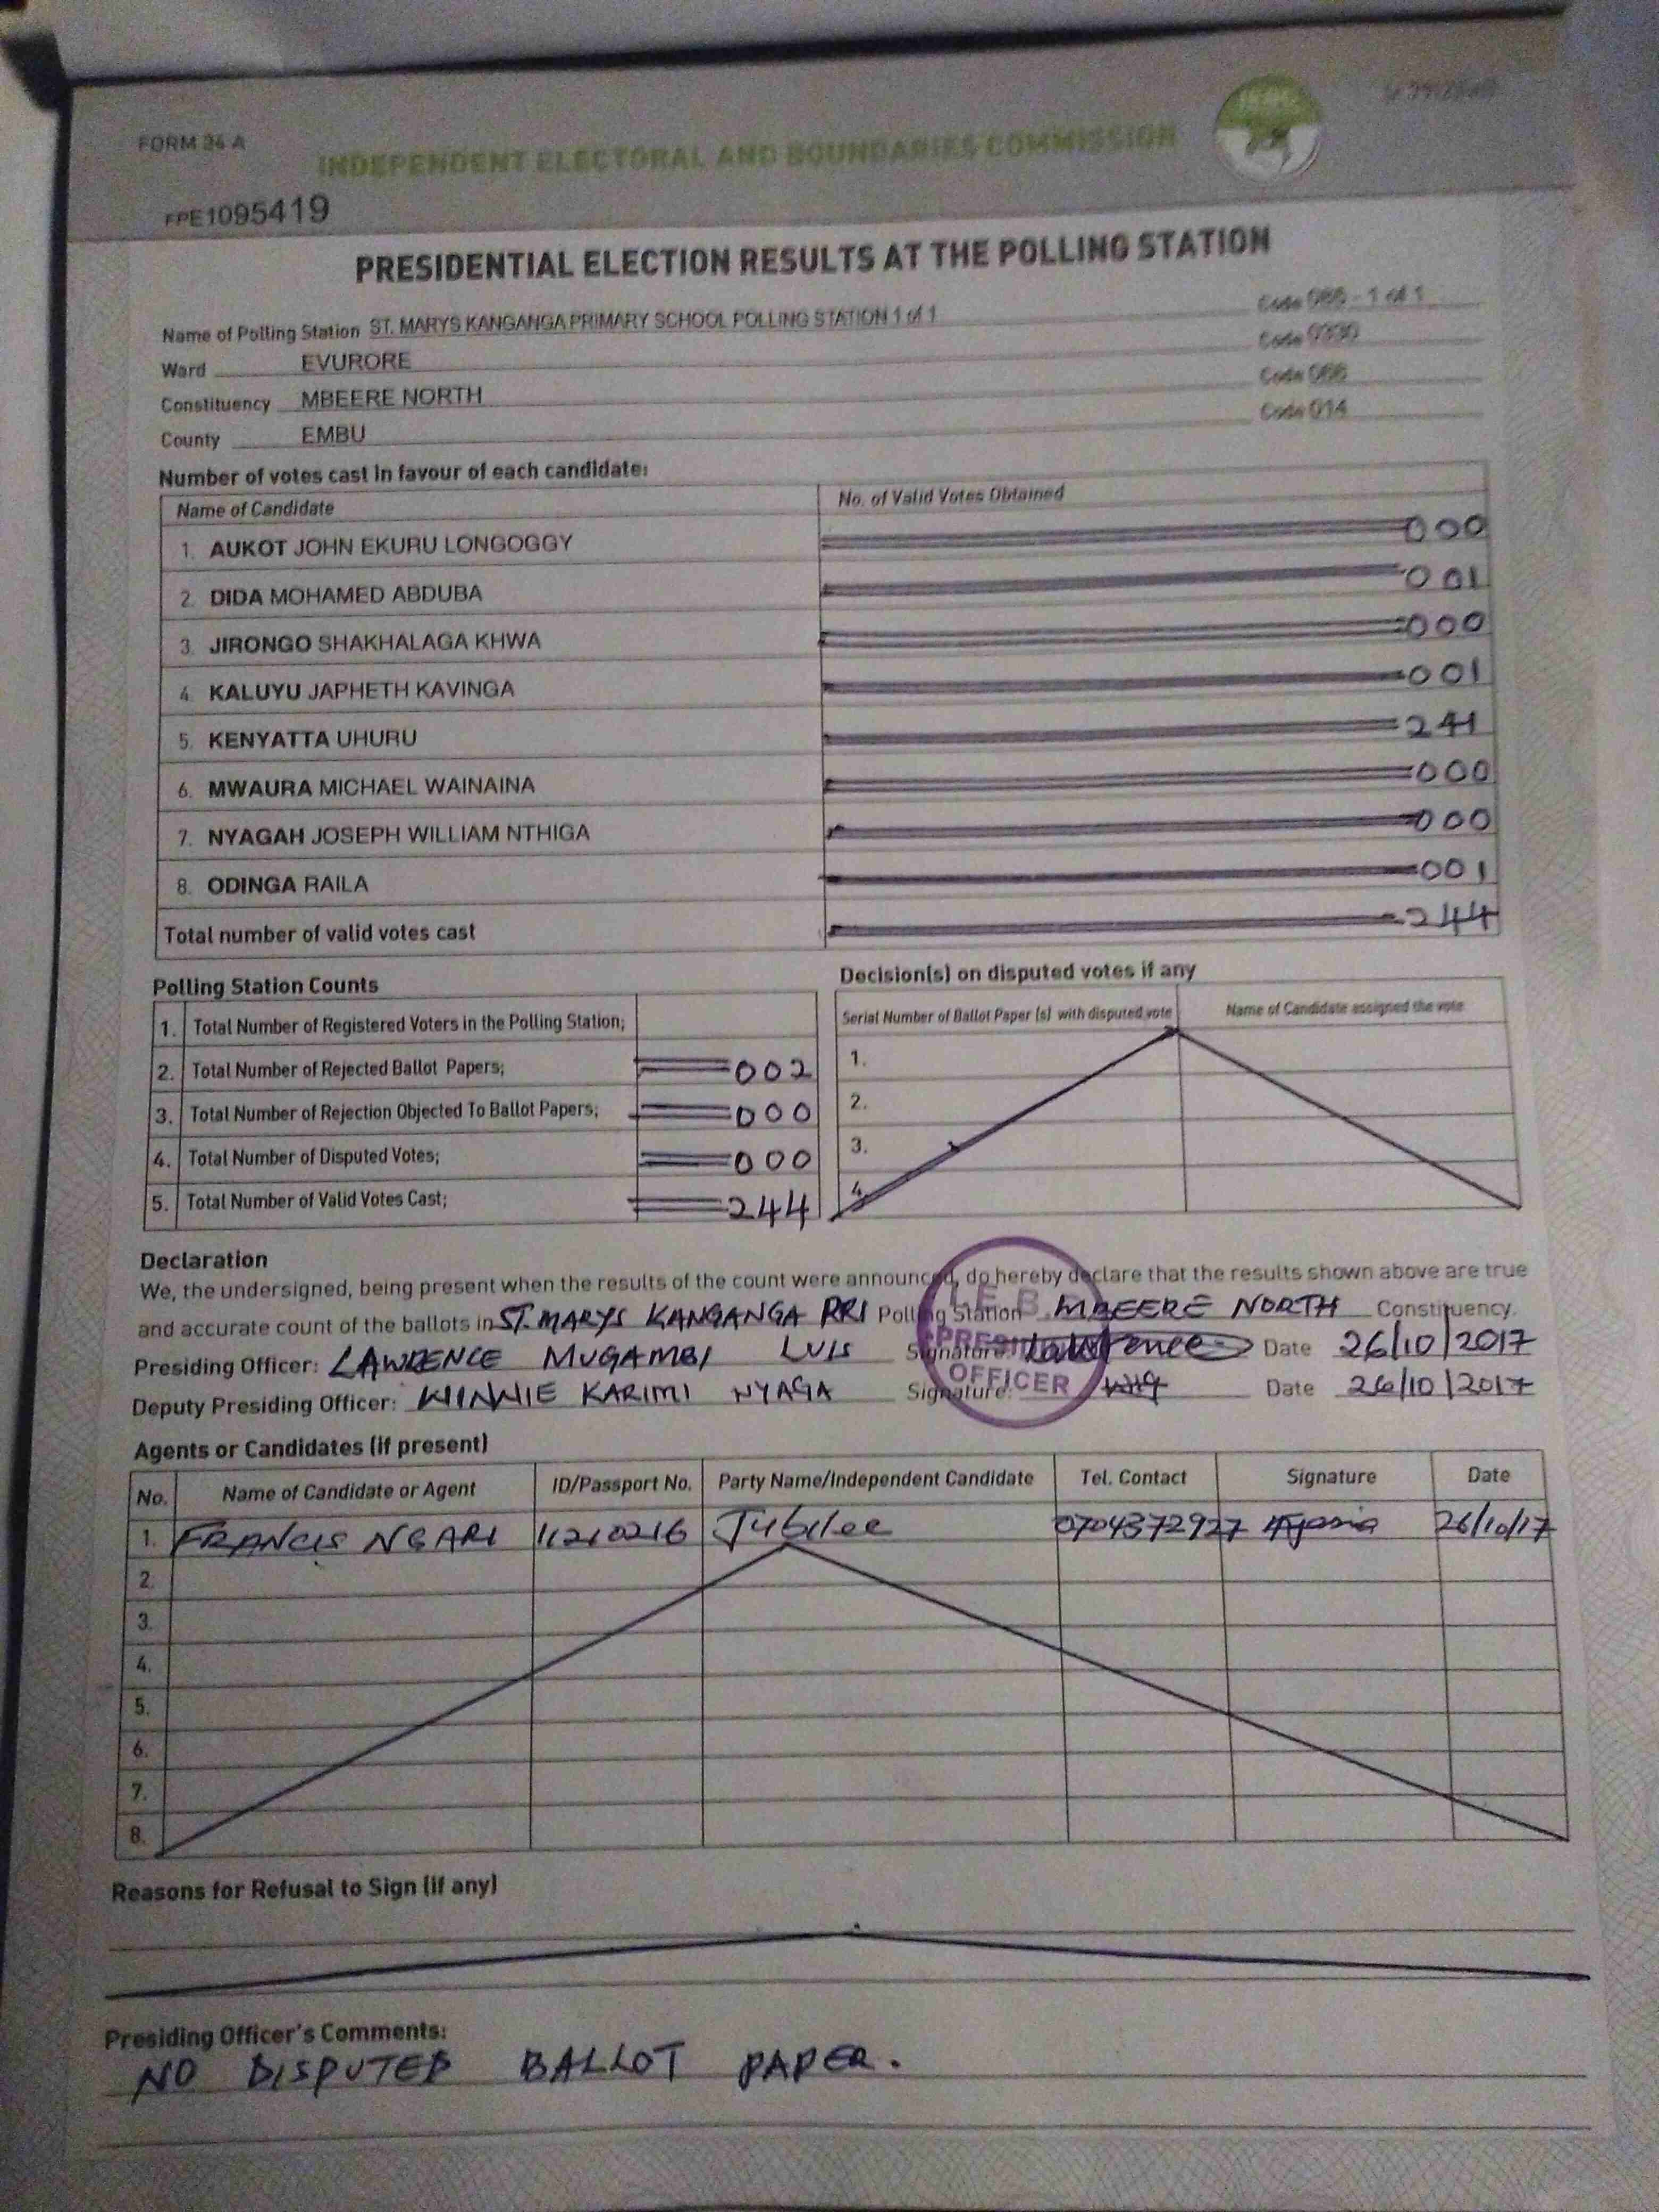 FORM 34 A
INDEPENDENT ELECTORAL AND BOUNDARIES COMMISSION
FPE1095419
PRESIDENTIAL ELECTION RESULTS AT THE POLLING STATION
Name of Polling Station ST. MARYS KANGANGA PRIMARY SCHOOL POLLING STATION 1 of 1 Code 1 of 1
Ward EVURORE Code
Constituency MBEERE NORTH Code 066
County EMBU Code 014
Number of votes cast in favour of each candidate:
Name of Candidate No. of Valid Votes Obtained
1. AUKOT JOHN EKURU LONGOGGY 000
2. DIDA MOHAMED ABDUBA 001
3. JIRONGO SHAKHALAGA KHWA 000
4. KALUYU JAPHETH KAVINGA 001
5. KENYATTA UHURU 241
6. MWAURA MICHAEL WAINAINA 000
7. NYAGAH JOSEPH WILLIAM NTHIGA 000
8. ODINGA RAILA 001
Total number of valid votes cast 244
Polling Station Counts
1. Total Number of Registered Voters in the Polling Station;
2. Total Number of Rejected Ballot Papers; 002
3. Total Number of Rejection Objected To Ballot Papers; 000
4. Total Number of Disputed Votes; 000
5. Total Number of Valid Votes Cast; 244
Decision(s) on disputed votes if any
Serial Number of Ballot Paper (s) with disputed vote Name of Candidate assigned the vote
1.
2.
3.
4.
Declaration
We, the undersigned, being present when the results of the count were announced, do hereby declare that the results shown above are true
and accurate count of the ballots in ST. MARYS KANGANGA PRI Polling Station MBEERE NORTH Constituency.
Presiding Officer: LAWRENCE MUGAMBI LUIS Signature: Lawrence Date 26/10/2017
Deputy Presiding Officer: WINNIE KARIMI NYAGA Signature: Date 26/10/2017
I.E.B.C
PRESIDING
OFFICER
Agents or Candidates (if present)
No. Name of Candidate or Agent ID/Passport No. Party Name/Independent Candidate Tel. Contact Signature Date
1. FRANCIS NGARI 11210216 Jubilee 0704372927 26/10/17
2.
3.
4.
5.
6.
7.
8.
Reasons for Refusal to Sign (if any)
Presiding Officer's Comments:
NO DISPUTED BALLOT PAPER.